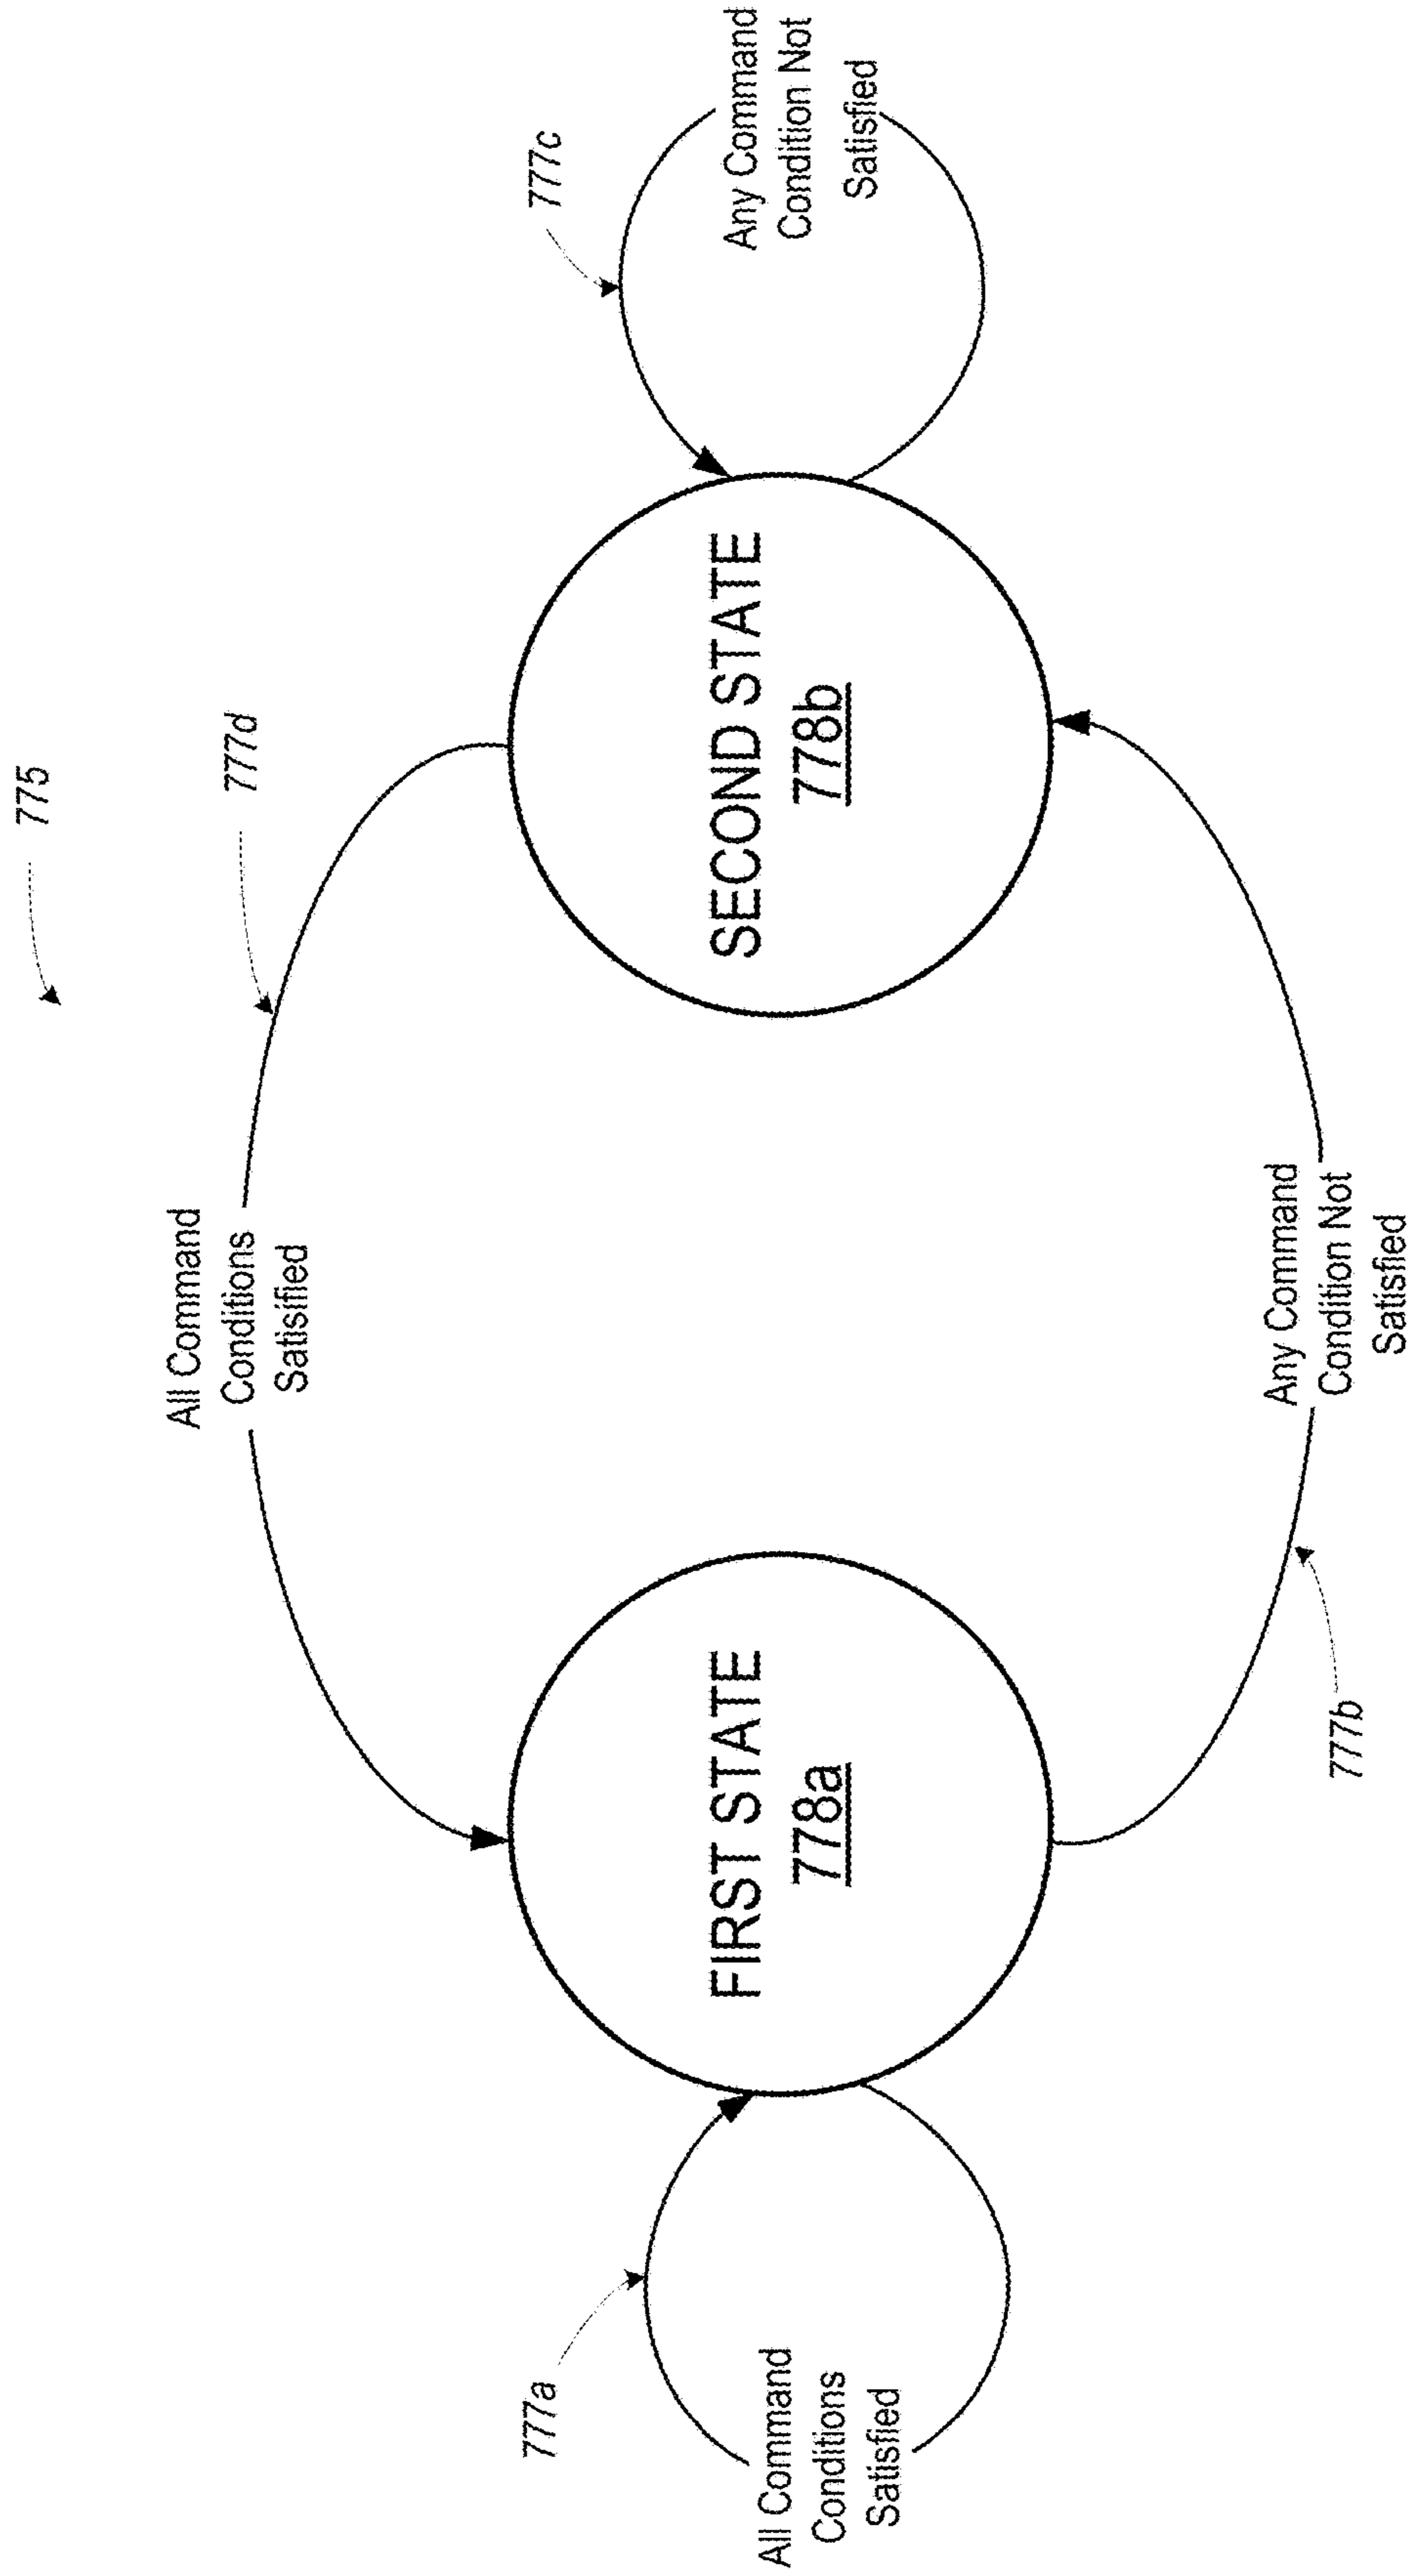 775
777d
All Command
Conditions
Satisified
777c
Any Command
Condition Not
Satisfied
777a
All Command
Conditions
Satisfied
FIRST STATE
778a
SECOND STATE
778b
777b
Any Command
Condition Not
Satisfied